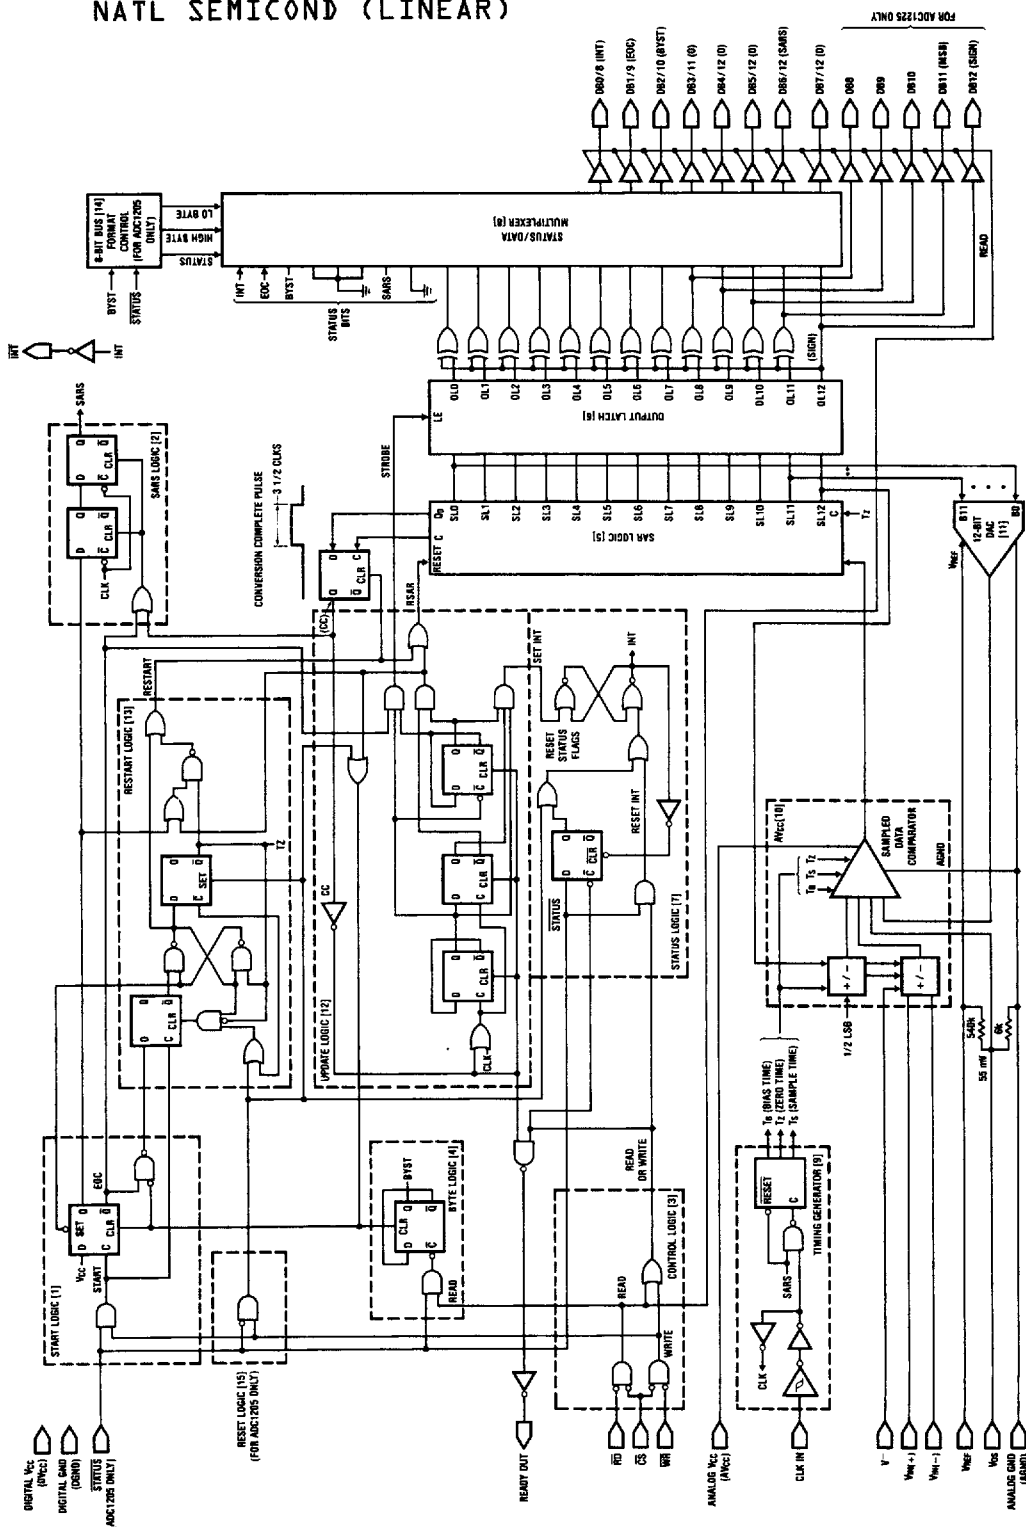 NATL SEMICOND (LINEAR)
FOR ADC1225 ONLY
DB0/8 (INT)
DB1/9 (EOC)
DB2/10 (BYST)
DB3/11 (0)
DB4/12 (0)
DB5/12 (0)
DB6/12 (SARS)
DB7/12 (0)
DB8
DB9
DB10
DB11 (MSB)
DB12 (SIGN)
READ
8-BIT BUS [14]
FORMAT
CONTROL
(FOR ADC1205
ONLY)
BYST
STATUS
LO BYTE
HIGH BYTE
STATUS
STATUS/DATA
MULTIPLEXER [8]
INT
EOC
BYST
SARS
STATUS
BITS
INT
INT
(SIGN)
OL0
OL1
OL2
OL3
OL4
OL5
OL6
OL7
OL8
OL9
OL10
OL11
OL12
LE
OUTPUT LATCH [6]
STROBE
SARS
SARS LOGIC [2]
D
Q
C
Q
CLR
D
Q
C
Q
CLR
CLK
CONVERSION COMPLETE PULSE
3 1/2 CLKS
SL0
SL1
SL2
SL3
SL4
SL5
SL6
SL7
SL8
SL9
SL10
SL11
SL12
C
RESET
C
SAR LOGIC [5]
TZ
D
Q
C
CLR
(CC)
RSAR
B11
B0
12-BIT
DAC
[11]
VREF
RESTART
RESTART LOGIC [13]
D
Q
C
Q
SET
TZ
D
Q
C
Q
CLR
UPDATE LOGIC [12]
CC
D
Q
C
Q
CLR
D
Q
C
Q
CLR
D
Q
C
Q
CLR
CLK
SET INT
RESET
STATUS
FLAGS
INT
RESET INT
STATUS
D
Q
C
Q
CLR
STATUS LOGIC [7]
AVCC
[10]
SAMPLED
DATA
COMPARATOR
AGND
TB
TS
TZ
+/-
+/-
1/2 LSB
540k
6k
55 mV
START LOGIC [1]
VCC
START
D
SET
Q
C
CLR
Q
EOC
RESET LOGIC [15]
(FOR ADC1205 ONLY)
BYTE LOGIC [4]
BYST
D
Q
C
Q
CLR
READ
READ
OR WRITE
CONTROL LOGIC [3]
READ
WRITE
TB (BIAS TIME)
TZ (ZERO TIME)
TS (SAMPLE TIME)
RESET
C
TIMING GENERATOR [9]
SARS
CLK
DIGITAL VCC
(DVCC)
DIGITAL GND
(DGND)
STATUS
ADC1205 ONLY)
READY OUT
RD
CS
WR
ANALOG VCC
(AVCC)
CLK IN
V-
VIN(+)
VIN(-)
VREF
VOS
ANALOG GND
(AGND)